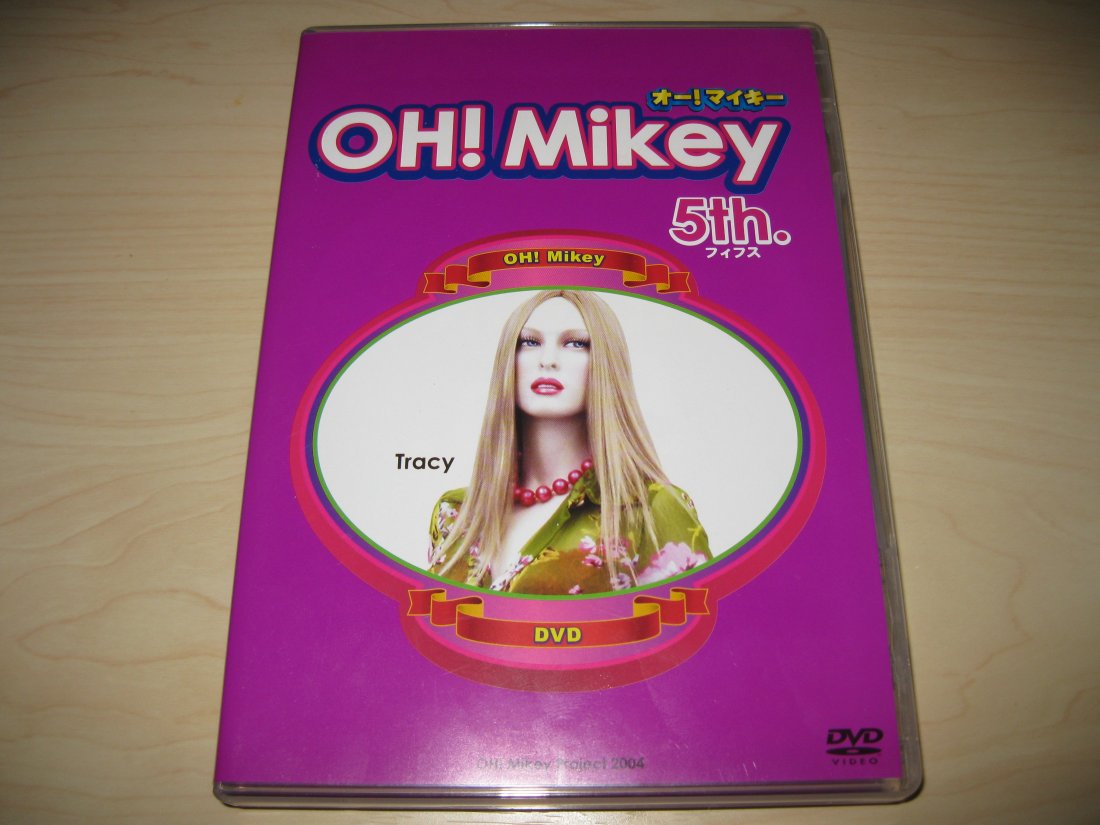 オー!マイキー
OH! Mikey
5th.
フィフス
OH! Mikey
Tracy
DVD
DVD
VIDEO
OH! Mikey Project 2004